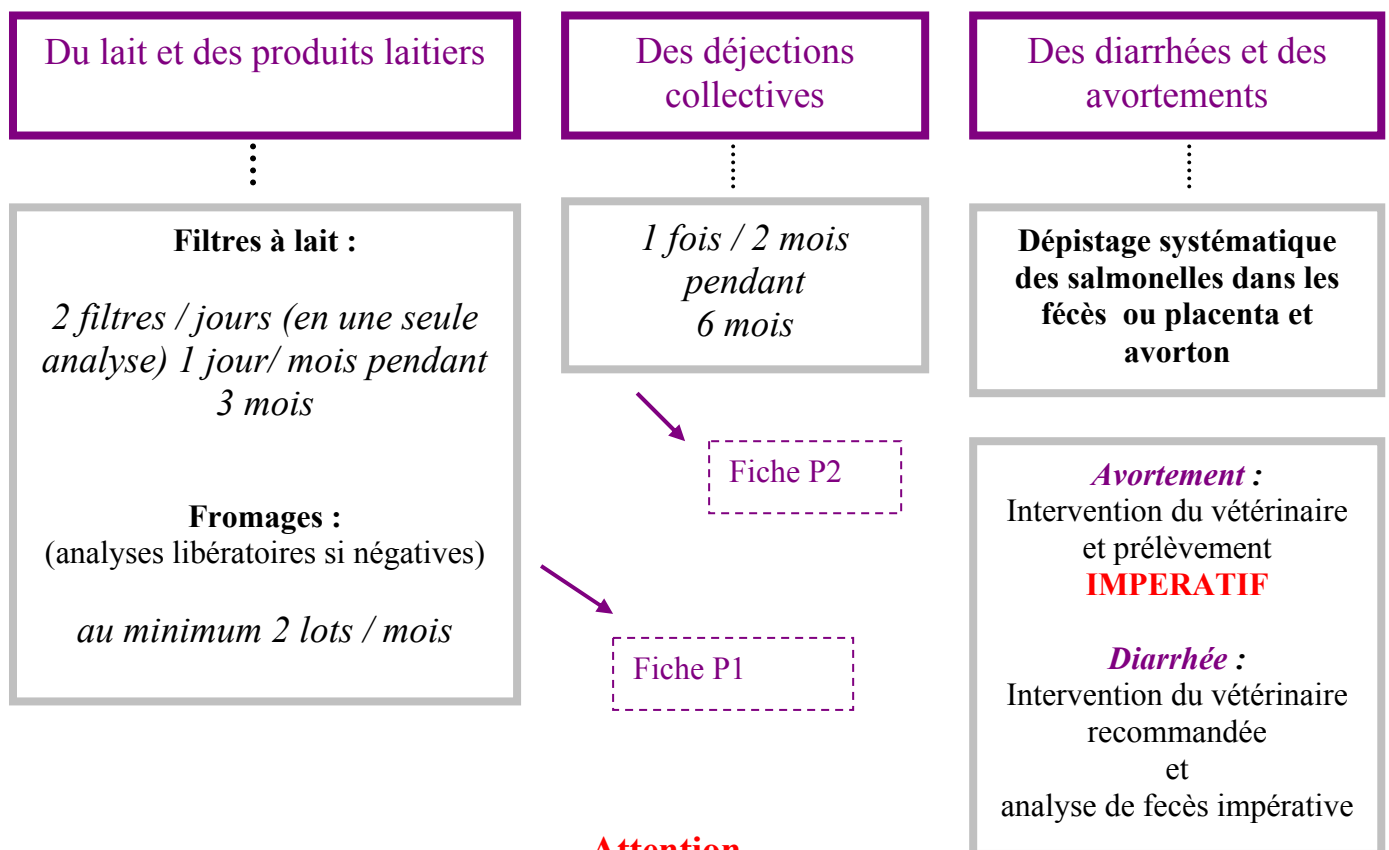 Du lait et des produits laitiers
Filtres à lait :
2 filtres / jours (en une seule
analyse) 1 jour/ mois pendant
3 mois
Fromages :
(analyses libératoires si négatives)
au minimum 2 lots / mois
Fiche P1
Des déjections
collectives
1 fois / 2 mois
pendant
6 mois
Fiche P2
Des diarrhées et des
avortements
Dépistage systématique
des salmonelles dans les
fécès ou placenta et
avorton
Avortement :
Intervention du vétérinaire
et prélèvement
IMPERATIF
Diarrhée :
Intervention du vétérinaire
recommandée
et
analyse de fecès impérative
Attention